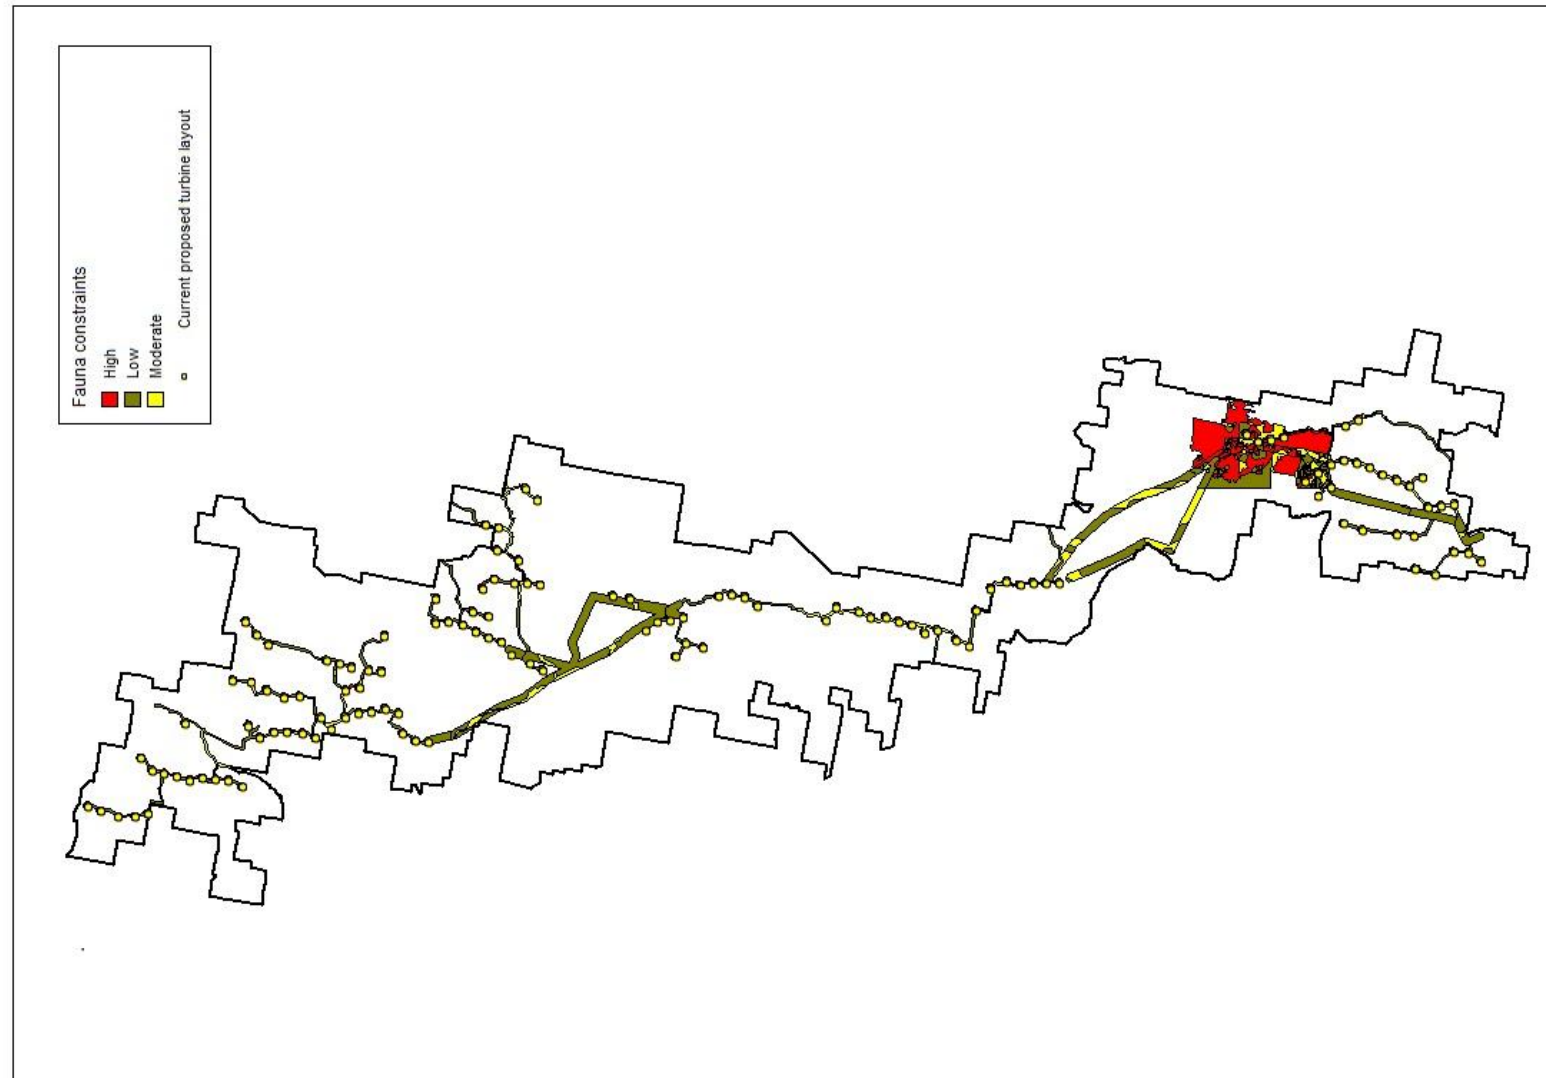 Fauna constraints
High
Low
Moderate
Current proposed turbine layout